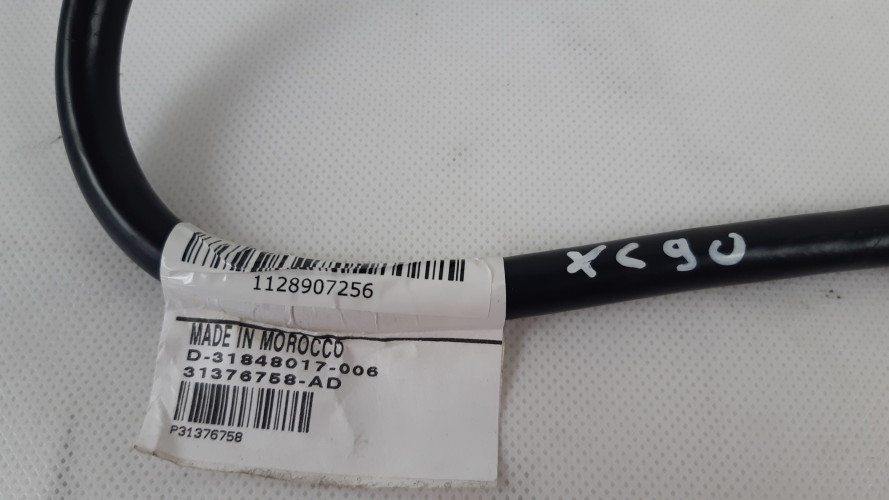 xc90
1128907256
MADE IN MOROCCO
D-31848017-006
31376758-AD
P31376758